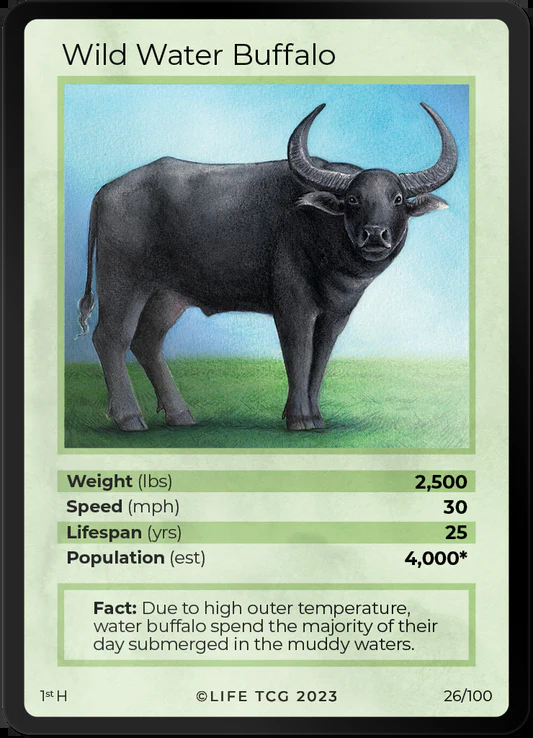 Wild Water Buffalo
Weight (lbs) 2,500
Speed (mph) 30
Lifespan (yrs) 25
Population (est) 4,000*
Fact: Due to high outer temperature,
water buffalo spend the majority of their
day submerged in the muddy waters.
1st H ©LIFE TCG 2023 26/100